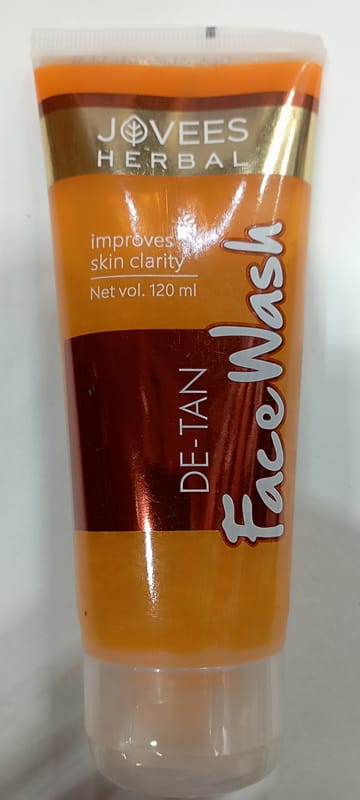 JOVEES
HERBAL
improves
skin clarity
Net vol. 120 ml
DE-TAN
Face Wash